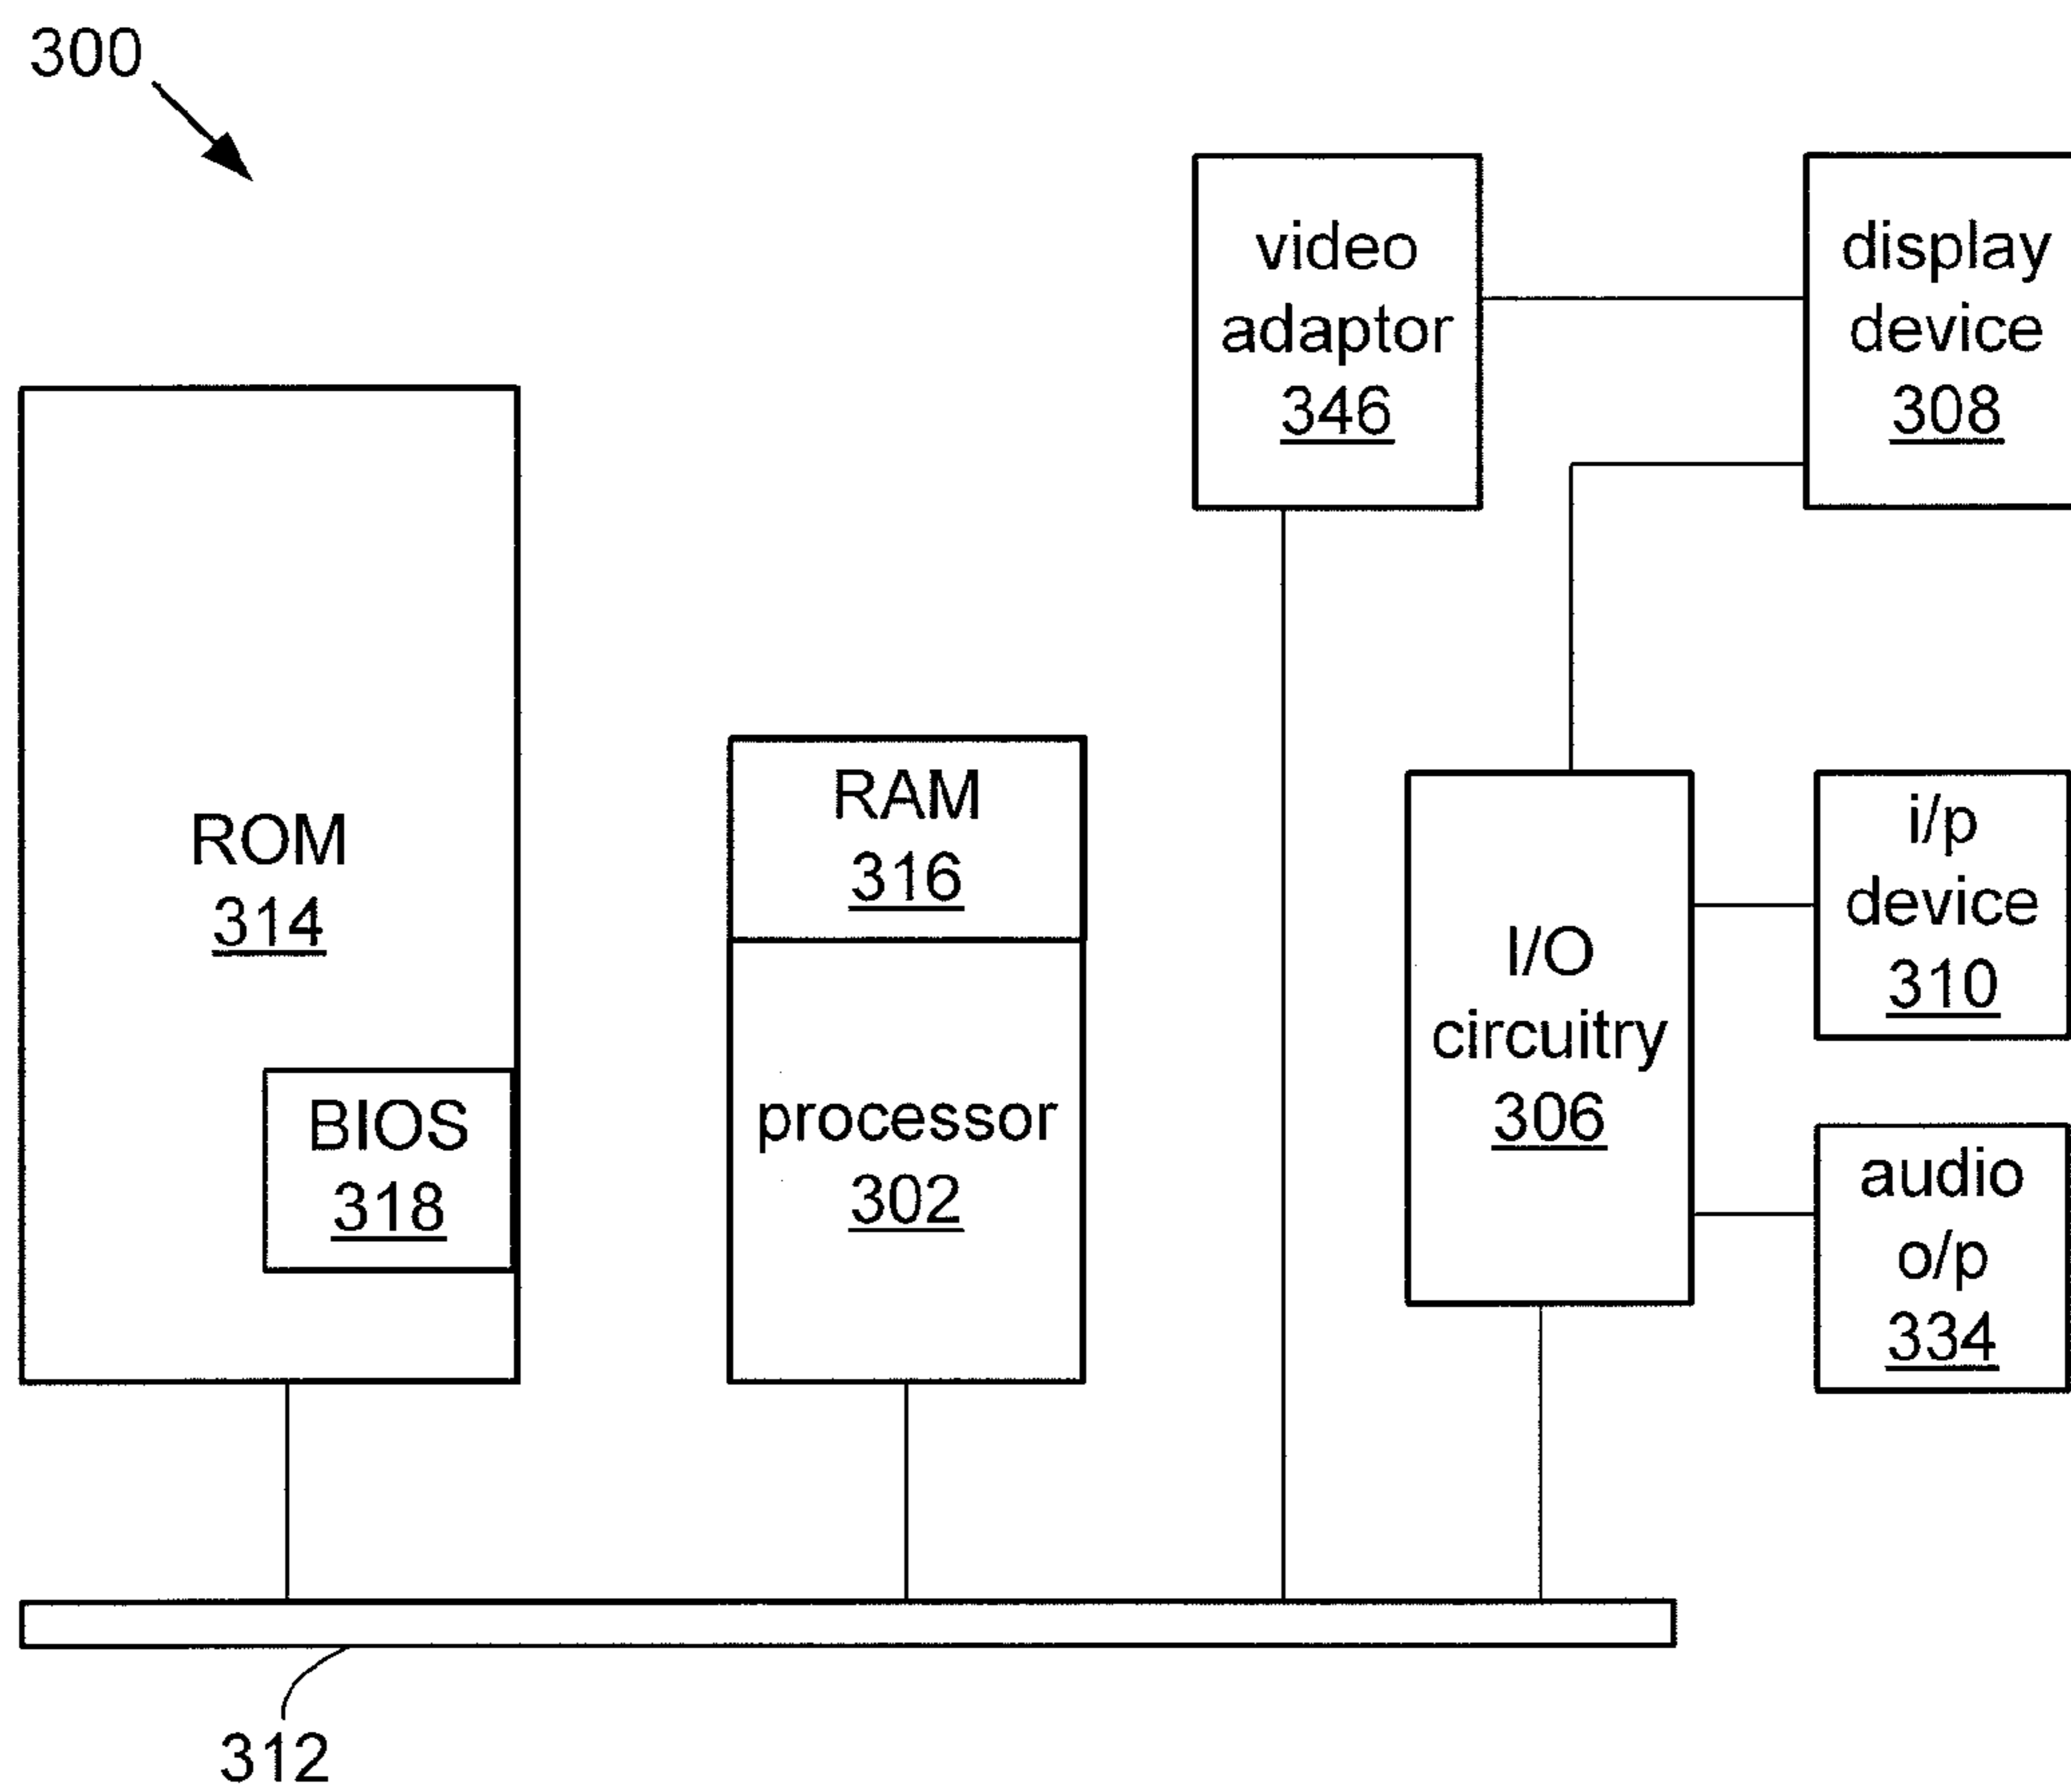 300
video
adaptor
346
display
device
308
ROM
314
BIOS
318
RAM
316
processor
302
I/O
circuitry
306
i/p
device
310
audio
o/p
334
312